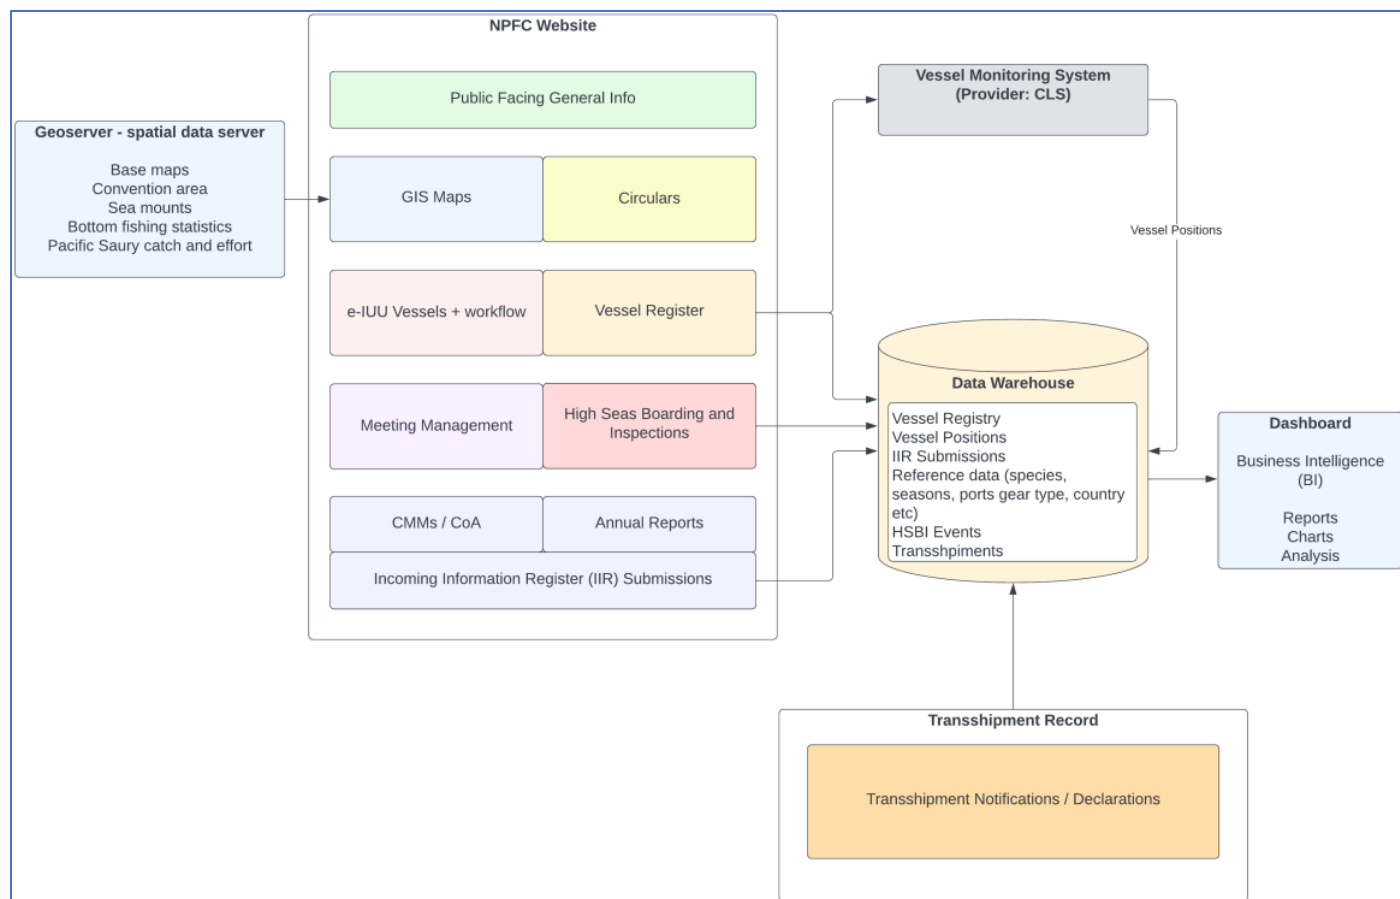 NPFC Website
Public Facing General Info
Geoserver - spatial data server
Base maps
Convention area
Sea mounts
Bottom fishing statistics
Pacific Saury catch and effort
GIS Maps
Circulars
e-IUU Vessels + workflow
Vessel Register
Meeting Management
High Seas Boarding and
Inspections
CMMs / CoA
Annual Reports
Incoming Information Register (IIR) Submissions
Vessel Monitoring System
(Provider: CLS)
Vessel Positions
Data Warehouse
Vessel Registry
Vessel Positions
IIR Submissions
Reference data (species,
seasons, ports gear type, country
etc)
HSBI Events
Transshpiments
Dashboard
Business Intelligence
(BI)
Reports
Charts
Analysis
Transshipment Record
Transshipment Notifications / Declarations